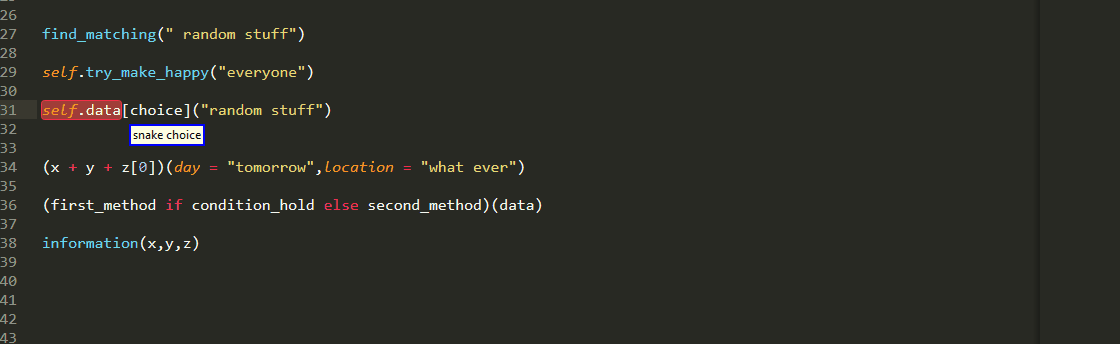 26
27 find_matching(" random stuff")
28
29 self.try_make_happy("everyone")
30
31 self.data[choice]("random stuff")
32 snake choice
33
34 (x + y + z[0])(day = "tomorrow",location = "what ever")
35
36 (first_method if condition_hold else second_method)(data)
37
38 information(x,y,z)
39
40
41
42
43